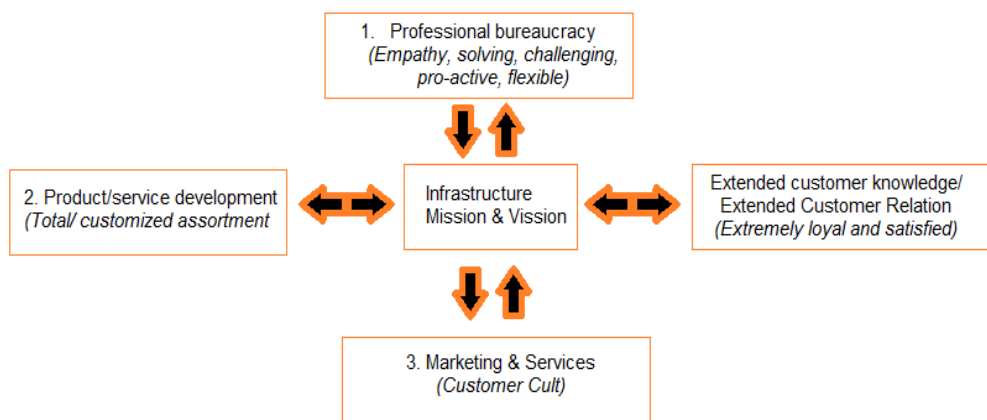 1. Professional bureaucracy
(Empathy, solving, challenging,
pro-active, flexible)
2. Product/service development
(Total/ customized assortment
Infrastructure
Mission & Vission
Extended customer knowledge/
Extended Customer Relation
(Extremely loyal and satisfied)
3. Marketing & Services
(Customer Cult)